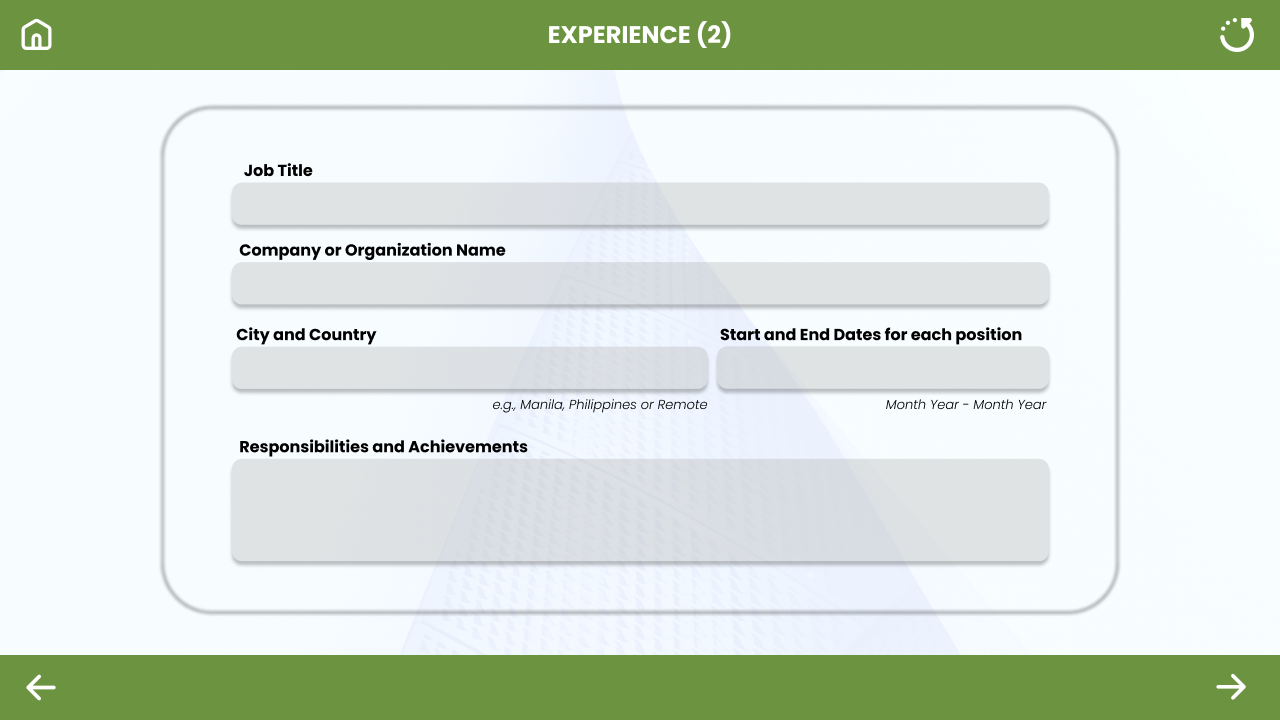 EXPERIENCE (2)
Job Title
Company or Organization Name
City and Country
Start and End Dates for each position
e.g., Manila, Philippines or Remote
Month Year - Month Year
Responsibilities and Achievements